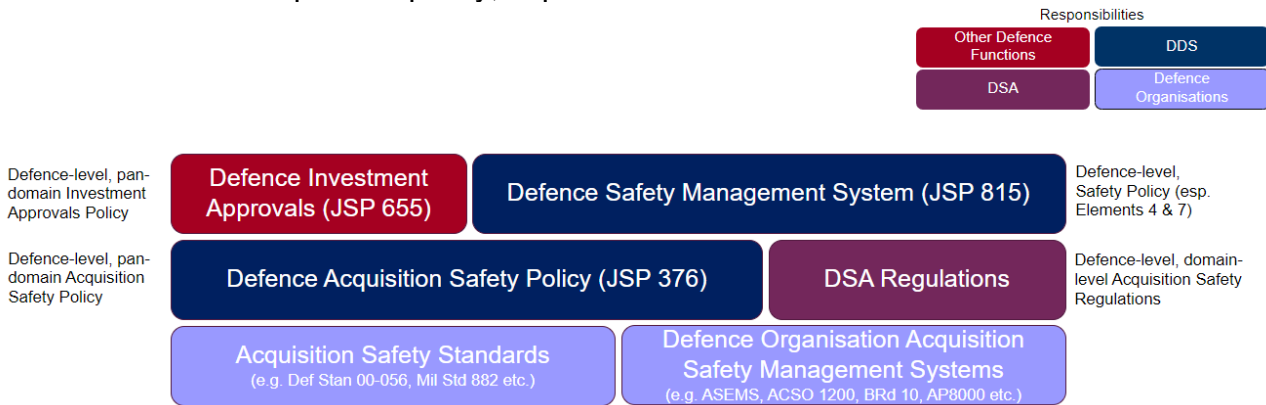 Responsibilities
Other Defence
Functions
DDS
DSA
Defence
Organisations
Defence-level, pan-
domain Investment
Approvals Policy
Defence Investment
Approvals (JSP 655)
Defence Safety Management System (JSP 815)
Defence-level,
Safety Policy (esp.
Elements 4 & 7)
Defence-level, pan-
domain Acquisition
Safety Policy
Defence Acquisition Safety Policy (JSP 376)
DSA Regulations
Defence-level, domain-
level Acquisition Safety
Regulations
Acquisition Safety Standards
(e.g. Def Stan 00-056, Mil Std 882 etc.)
Defence Organisation Acquisition
Safety Management Systems
(e.g. ASEMS, ACSO 1200, BRd 10, AP8000 etc.)